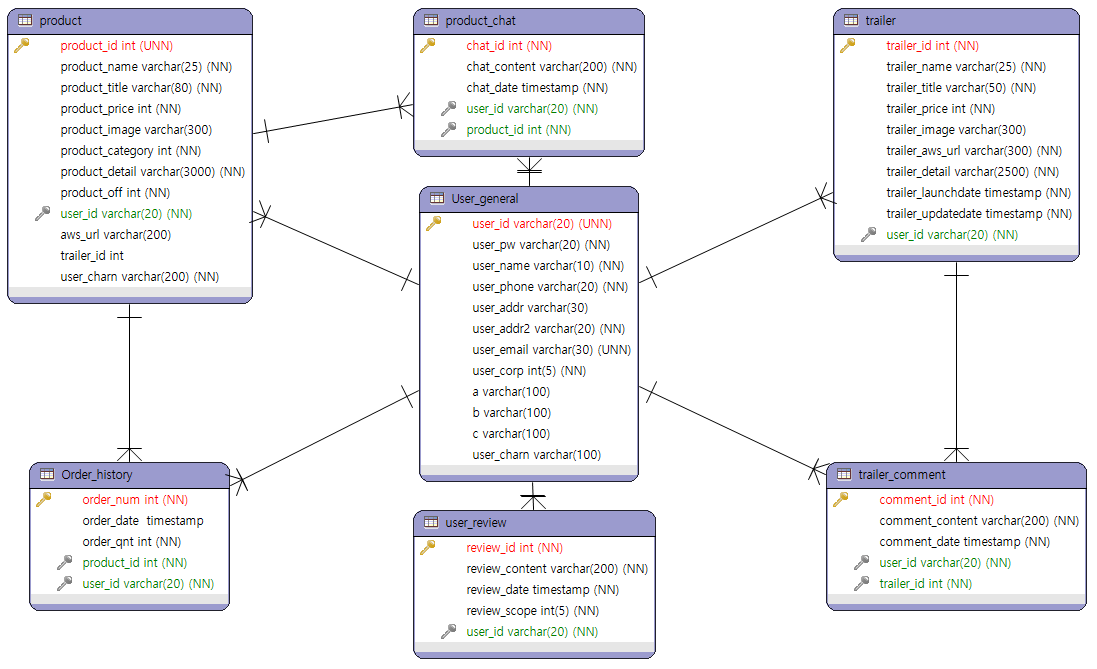 product
product_id int (UNN)
product_name varchar(25) (NN)
product_title varchar(80) (NN)
product_price int (NN)
product_image varchar(300)
product_category int (NN)
product_detail varchar(3000) (NN)
product_off int (NN)
user_id varchar(20) (NN)
aws_url varchar(200)
trailer_id int
user_charn varchar(200) (NN)
product_chat
chat_id int (NN)
chat_content varchar(200) (NN)
chat_date timestamp (NN)
user_id varchar(20) (NN)
product_id int (NN)
trailer
trailer_id int (NN)
trailer_name varchar(25) (NN)
trailer_title varchar(50) (NN)
trailer_price int (NN)
trailer_image varchar(300)
trailer_aws_url varchar(300) (NN)
trailer_detail varchar(2500) (NN)
trailer_launchdate timestamp (NN)
trailer_updatedate timestamp (NN)
user_id varchar(20) (NN)
User_general
user_id varchar(20) (UNN)
user_pw varchar(20) (NN)
user_name varchar(10) (NN)
user_phone varchar(20) (NN)
user_addr varchar(30)
user_addr2 varchar(20) (NN)
user_email varchar(30) (UNN)
user_corp int(5) (NN)
a varchar(100)
b varchar(100)
c varchar(100)
user_charn varchar(100)
Order_history
order_num int (NN)
order_date timestamp
order_qnt int (NN)
product_id int (NN)
user_id varchar(20) (NN)
user_review
review_id int (NN)
review_content varchar(200) (NN)
review_date timestamp (NN)
review_scope int(5) (NN)
user_id varchar(20) (NN)
trailer_comment
comment_id int (NN)
comment_content varchar(200) (NN)
comment_date timestamp (NN)
user_id varchar(20) (NN)
trailer_id int (NN)